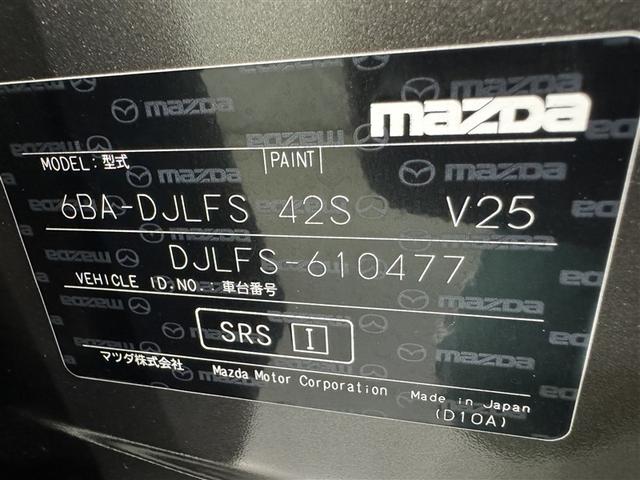 mazda
MODEL:型式 PAINT
6BA-DJLFS 42S V25
DJLFS-610477
VEHICLE ID.NO.:車台番号
SRS I
マツダ株式会社 Mazda Motor Corporation Made in Japan
(D10A)